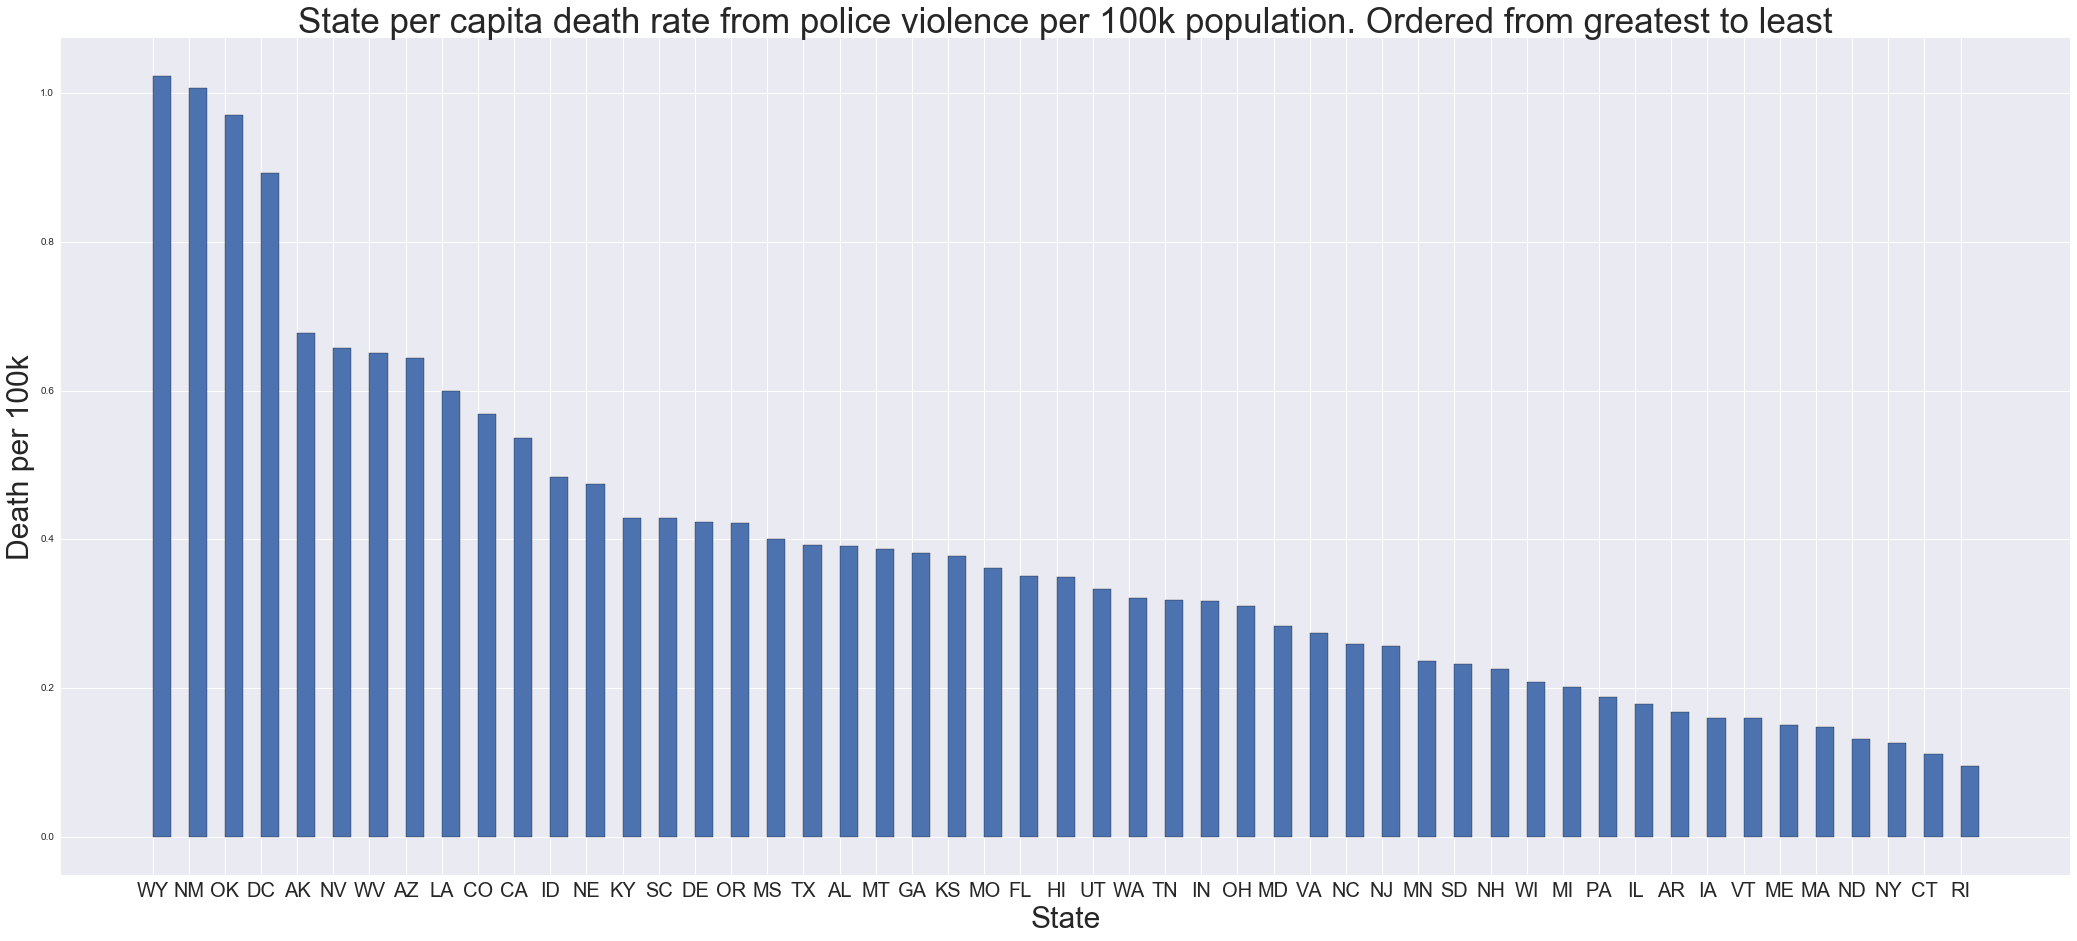 State per capita death rate from police violence per 100k population. Ordered from greatest to least
1.0
0.8
0.6
0.4
0.2
0.0
Death per 100k
WY NM OK DC AK NV WV AZ LA CO CA ID NE KY SC DE OR MS TX AL MT GA KS MO FL HI UT WA TN IN OH MD VA NC NJ MN SD NH WI MI PA IL AR IA VT ME MA ND NY CT RI
State